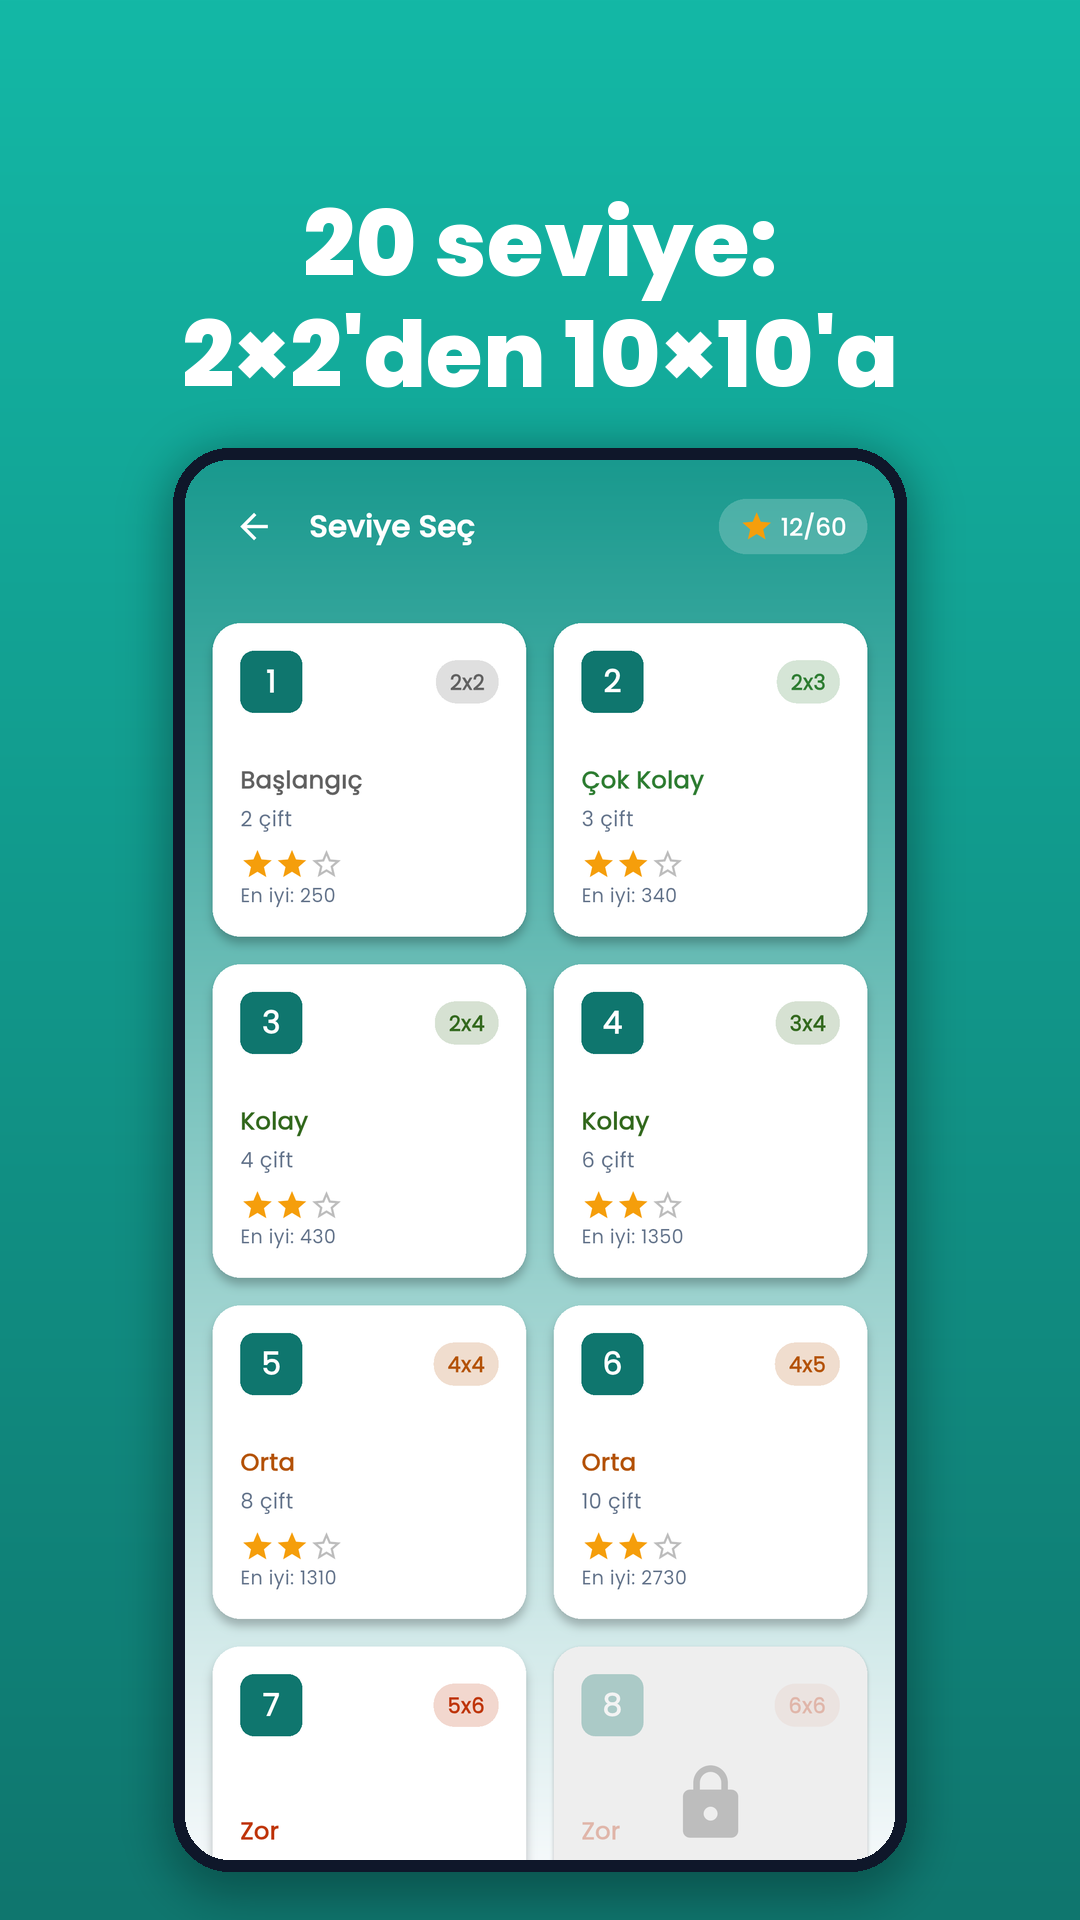 20 seviye:
2×2'den 10×10'a
Seviye Seç
12/60
1
2x2
Başlangıç
2 çift
En iyi: 250
2
2x3
Çok Kolay
3 çift
En iyi: 340
3
2x4
Kolay
4 çift
En iyi: 430
4
3x4
Kolay
6 çift
En iyi: 1350
5
4x4
Orta
8 çift
En iyi: 1310
6
4x5
Orta
10 çift
En iyi: 2730
7
5x6
Zor
8
6x6
Zor